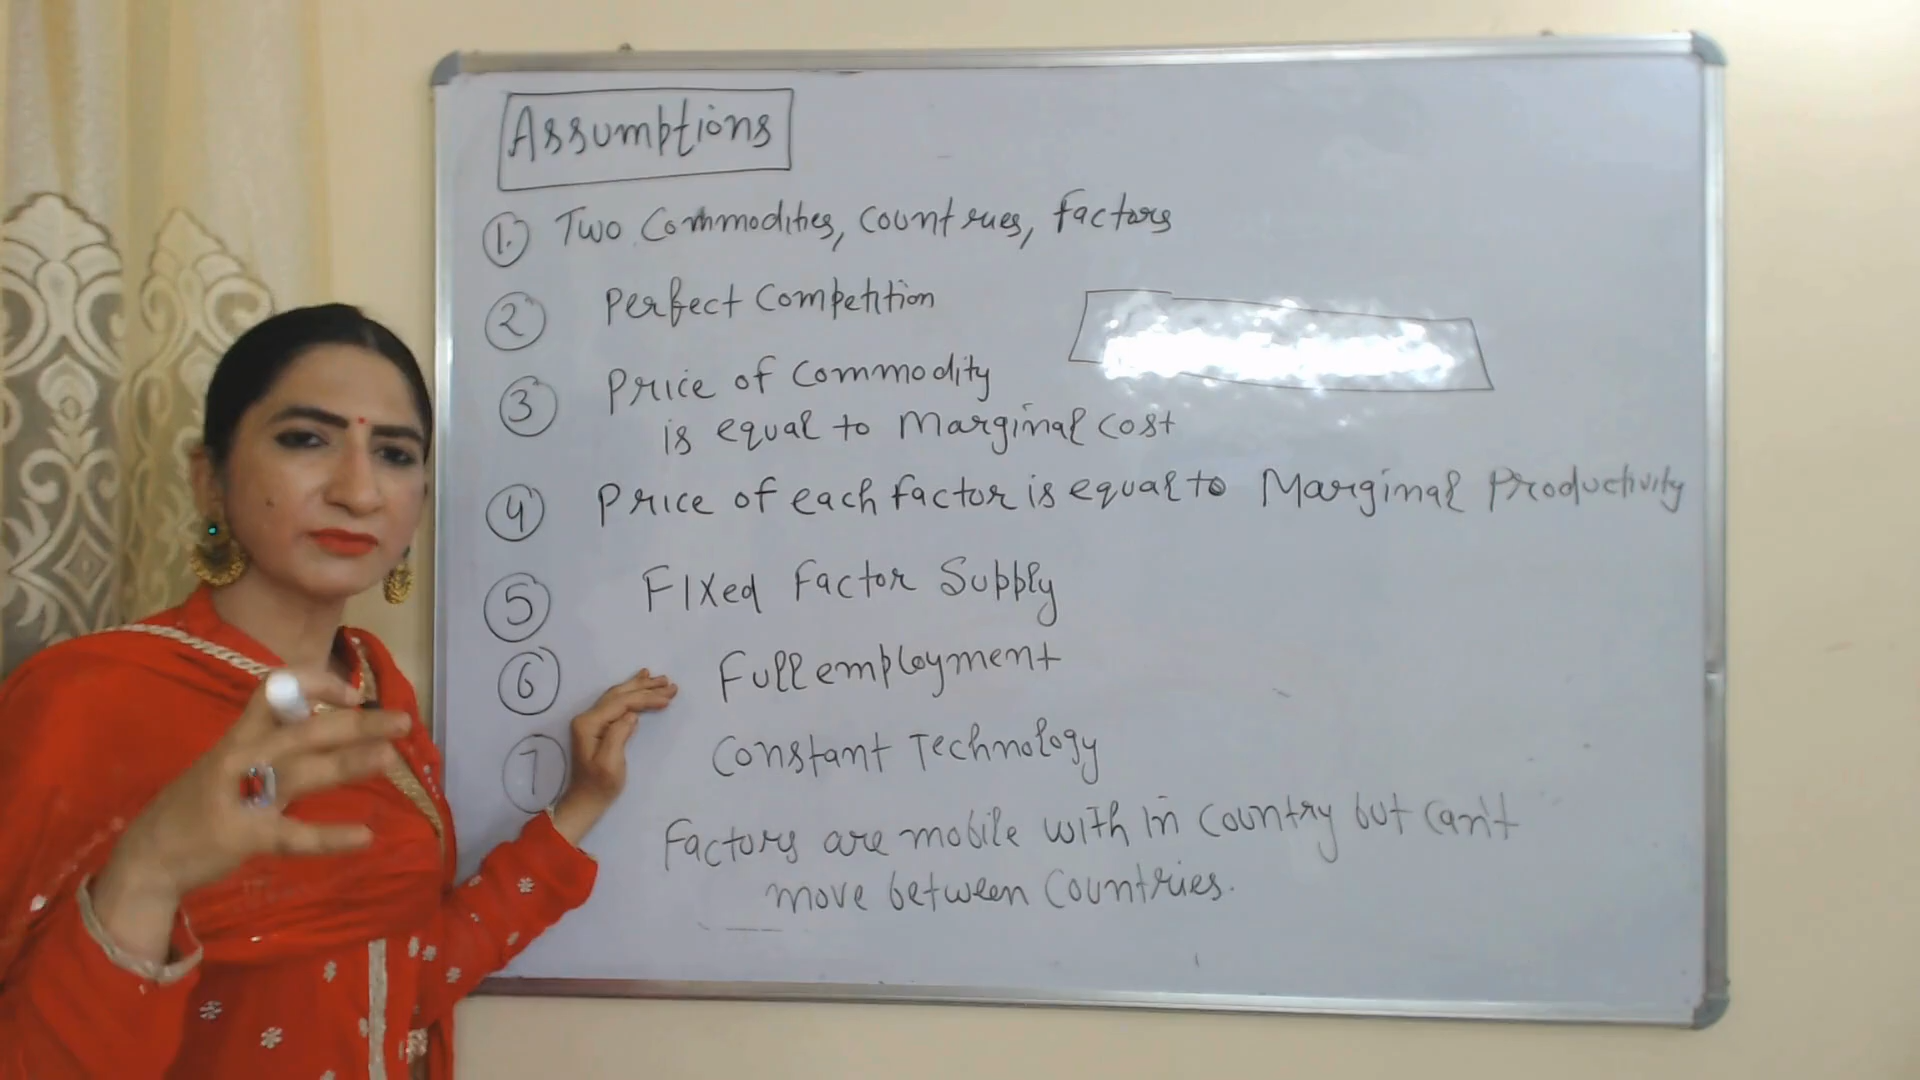 Assumptions
1. Two Commodities, Countries, factors
2 Perfect Competition
3 Price of Commodity
is equal to Marginal Cost
4 Price of each factor is equal to Marginal Productivity
5 Fixed Factor Supply
6 Full employment
7 Constant Technology
Factors are mobile with in Country but can't
move between Countries.